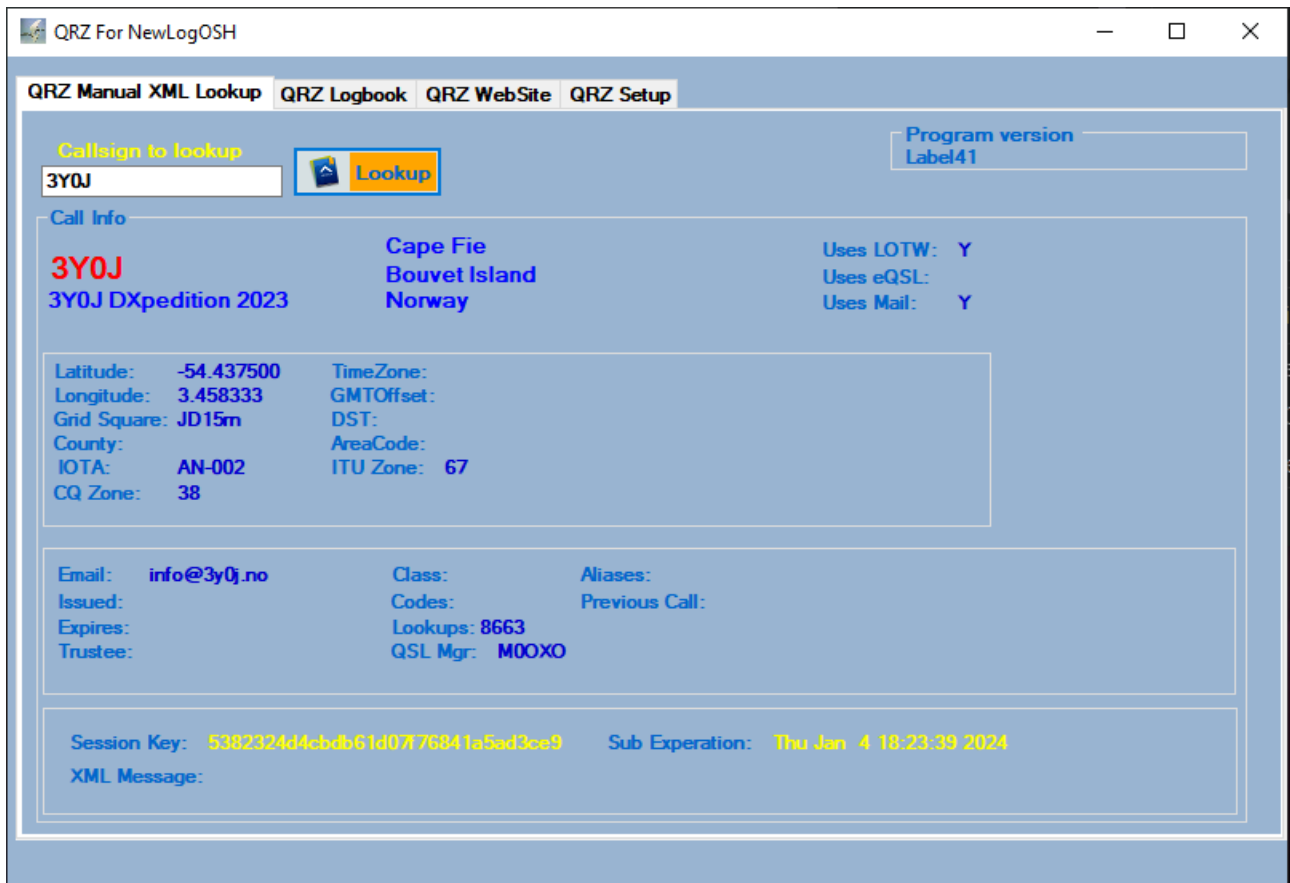 QRZ For NewLogOSH
QRZ Manual XML Lookup QRZ Logbook QRZ WebSite QRZ Setup
Callsign to lookup
3Y0J
Lookup
Program version
Label41
Call Info
3Y0J
3Y0J DXpedition 2023
Cape Fie
Bouvet Island
Norway
Uses LOTW: Y
Uses eQSL:
Uses Mail: Y
Latitude: -54.437500
Longitude: 3.458333
Grid Square: JD15rn
County:
IOTA: AN-002
CQ Zone: 38
TimeZone:
GMTOffset:
DST:
AreaCode:
ITU Zone: 67
Email: info@3y0j.no
Issued:
Expires:
Trustee:
Class:
Codes:
Lookups: 8663
QSL Mgr: M0OXO
Aliases:
Previous Call:
Session Key: 5382324d4cbdb61d07f76841a5ad3ce9 Sub Experation: Thu Jan 4 18:23:39 2024
XML Message: